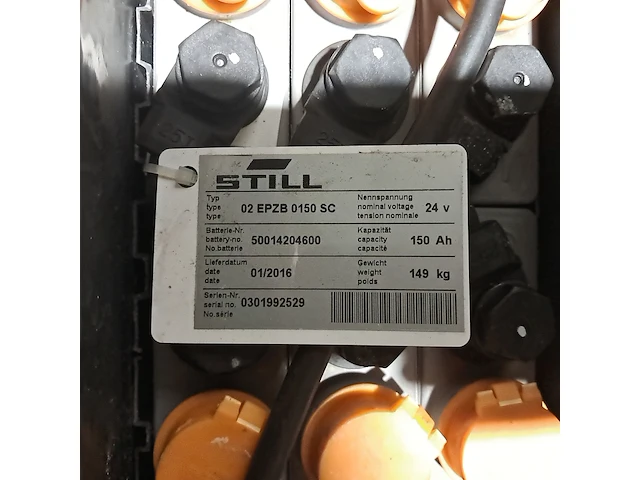 STILL
Typ
type
type
02 EPZB 0150 SC
Nennspannung
nominal voltage
tension nominale
24 v
Batterie-Nr.
battery-no.
No.batterie
50014204600
Kapazität
capacity
capacité
150 Ah
Lieferdatum
date
date
01/2016
Gewicht
weight
poids
149 kg
Serien-Nr.
serial no.
No.série
0301992529